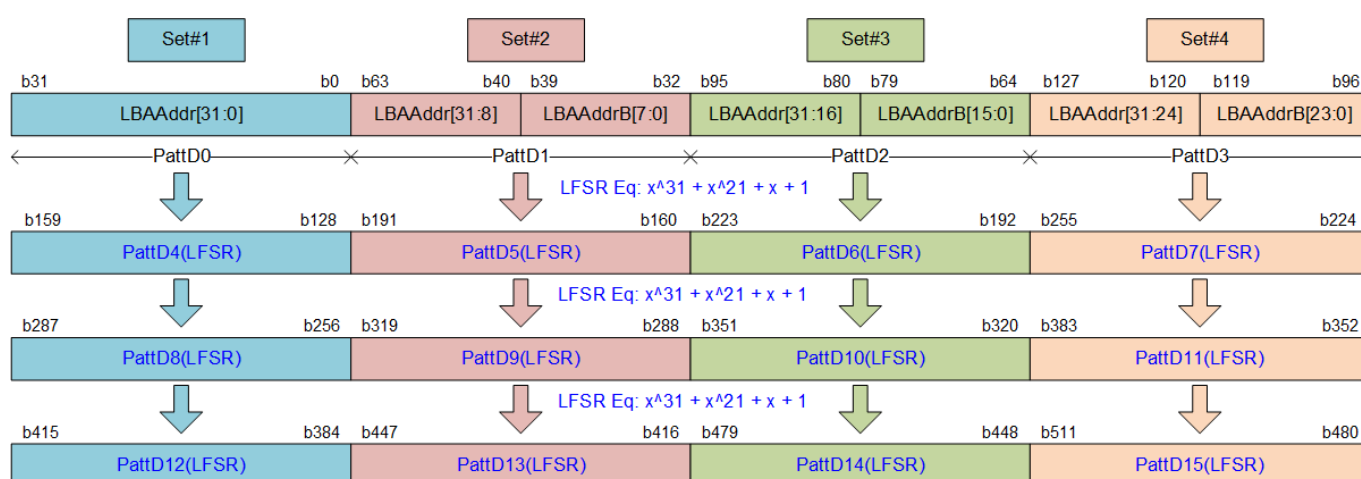 Set#1 Set#2 Set#3 Set#4
b31 b0 b63 b40 b39 b32 b95 b80 b79 b64 b127 b120 b119 b96
LBAAddr[31:0] LBAAddr[31:8] LBAAddrB[7:0] LBAAddr[31:16] LBAAddrB[15:0] LBAAddr[31:24] LBAAddrB[23:0]
PattD0 PattD1 PattD2 PattD3
LFSR Eq: x^31 + x^21 + x + 1
b159 b128 b191 b160 b223 b192 b255 b224
PattD4(LFSR) PattD5(LFSR) PattD6(LFSR) PattD7(LFSR)
LFSR Eq: x^31 + x^21 + x + 1
b287 b256 b319 b288 b351 b320 b383 b352
PattD8(LFSR) PattD9(LFSR) PattD10(LFSR) PattD11(LFSR)
LFSR Eq: x^31 + x^21 + x + 1
b415 b384 b447 b416 b479 b448 b511 b480
PattD12(LFSR) PattD13(LFSR) PattD14(LFSR) PattD15(LFSR)